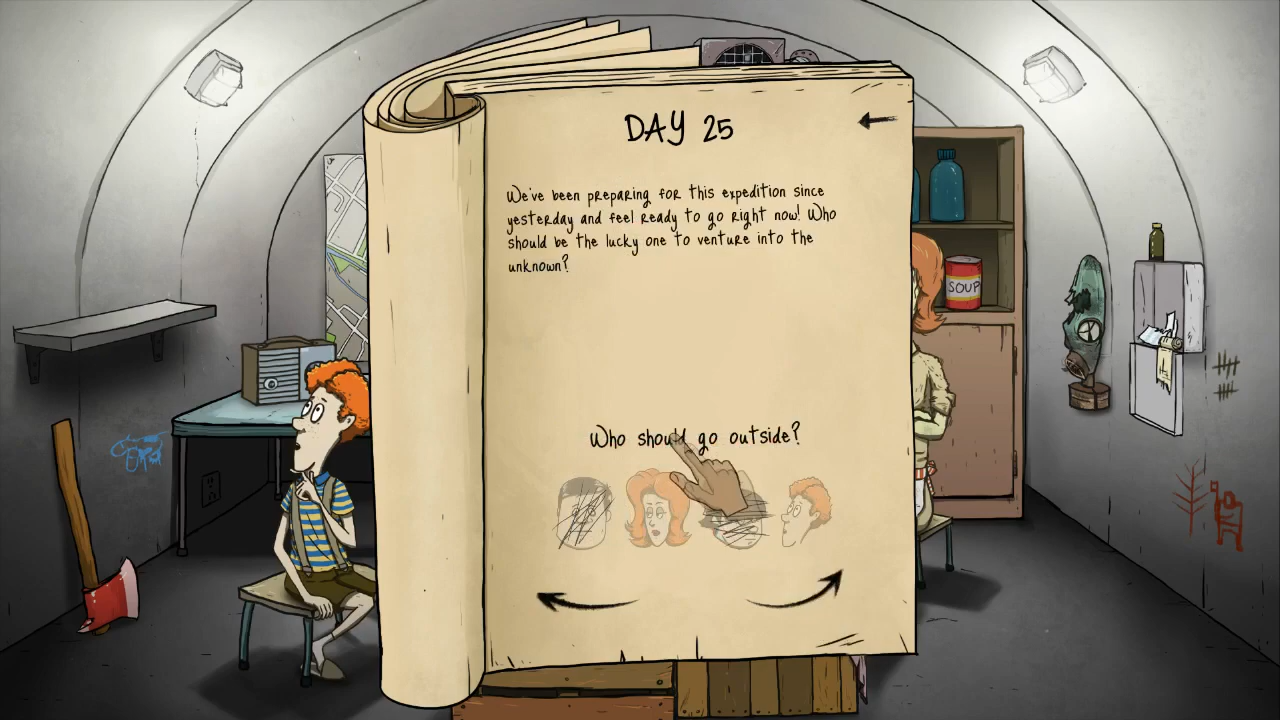 DAY 25
We've been preparing for this expedition since
yesterday and feel ready to go right now! Who
should be the lucky one to venture into the
unknown?
SOUP
Who should go outside?